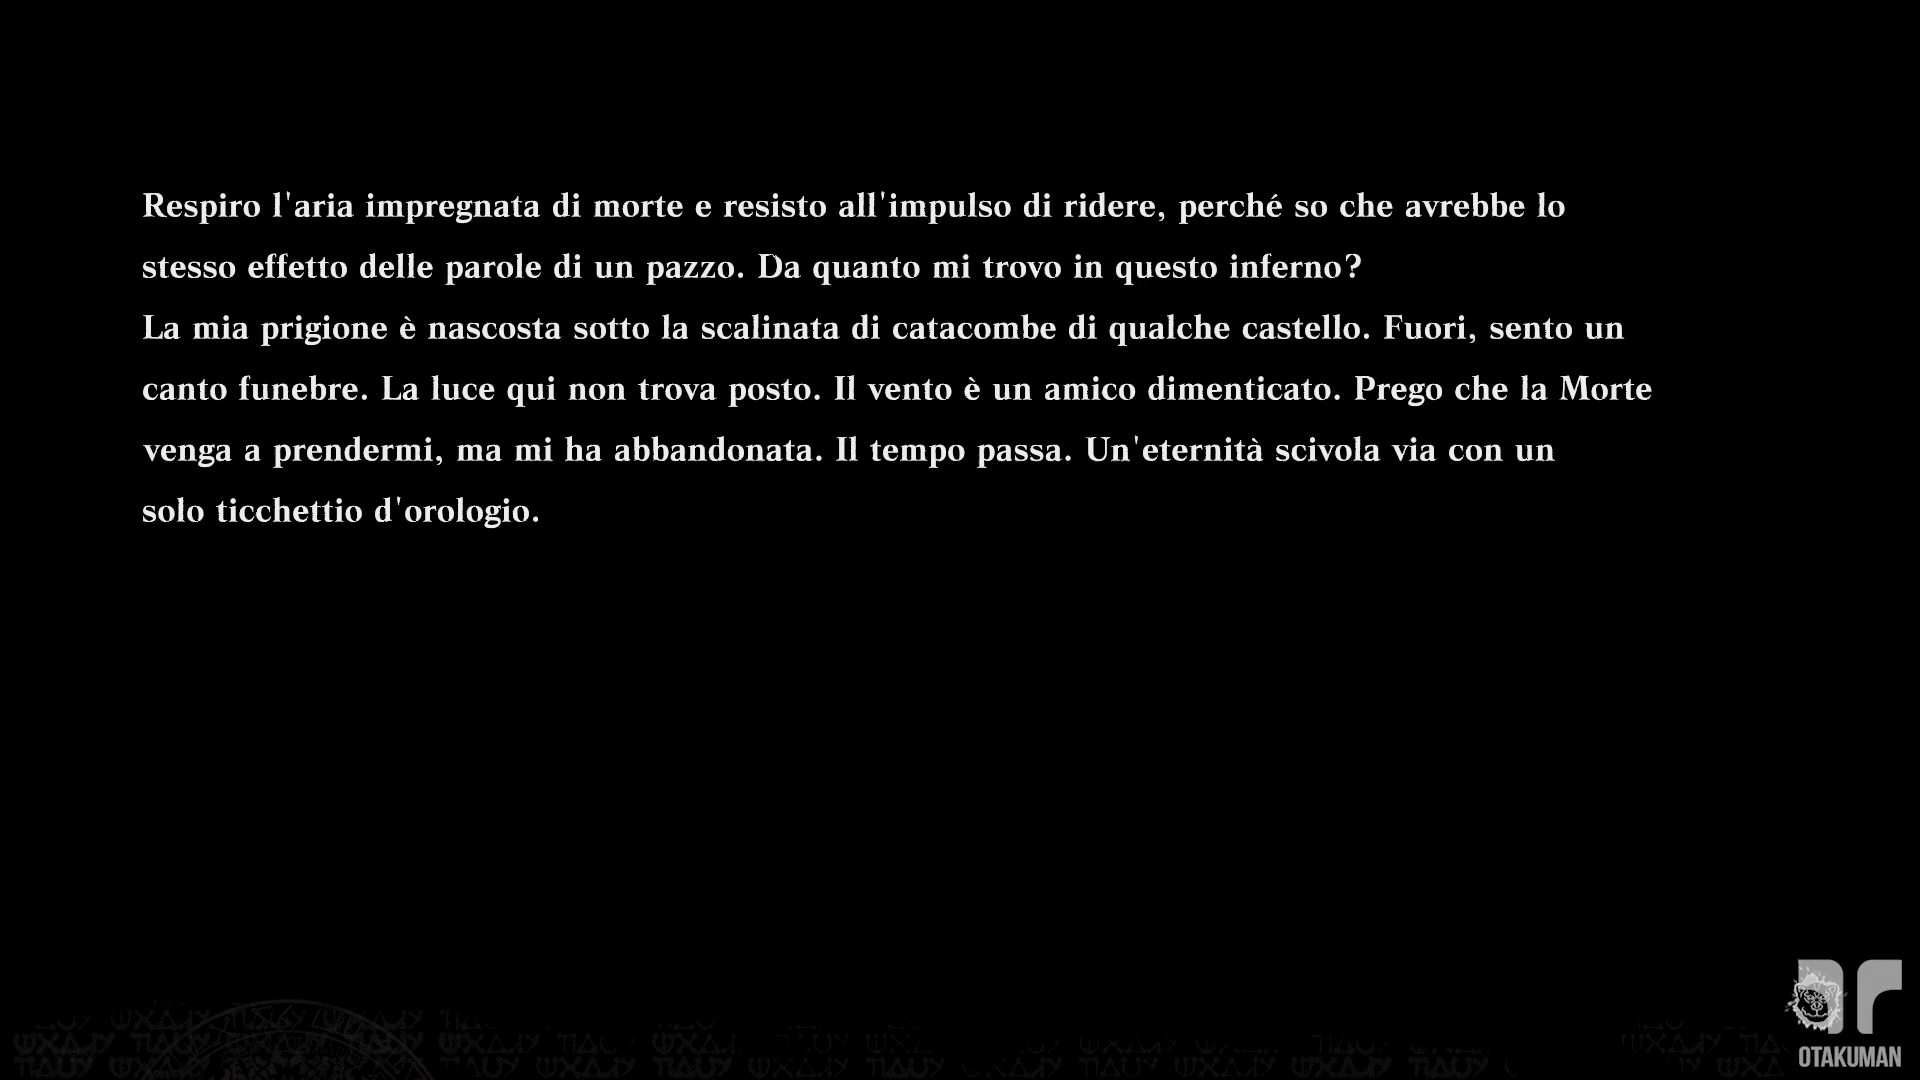 Respiro l'aria impregnata di morte e resisto all'impulso di ridere, perché so che avrebbe lo
stesso effetto delle parole di un pazzo. Da quanto mi trovo in questo inferno?
La mia prigione è nascosta sotto la scalinata di catacombe di qualche castello. Fuori, sento un
canto funebre. La luce qui non trova posto. Il vento è un amico dimenticato. Prego che la Morte
venga a prendermi, ma mi ha abbandonata. Il tempo passa. Un'eternità scivola via con un
solo ticchettio d'orologio.
OTAKUMAN